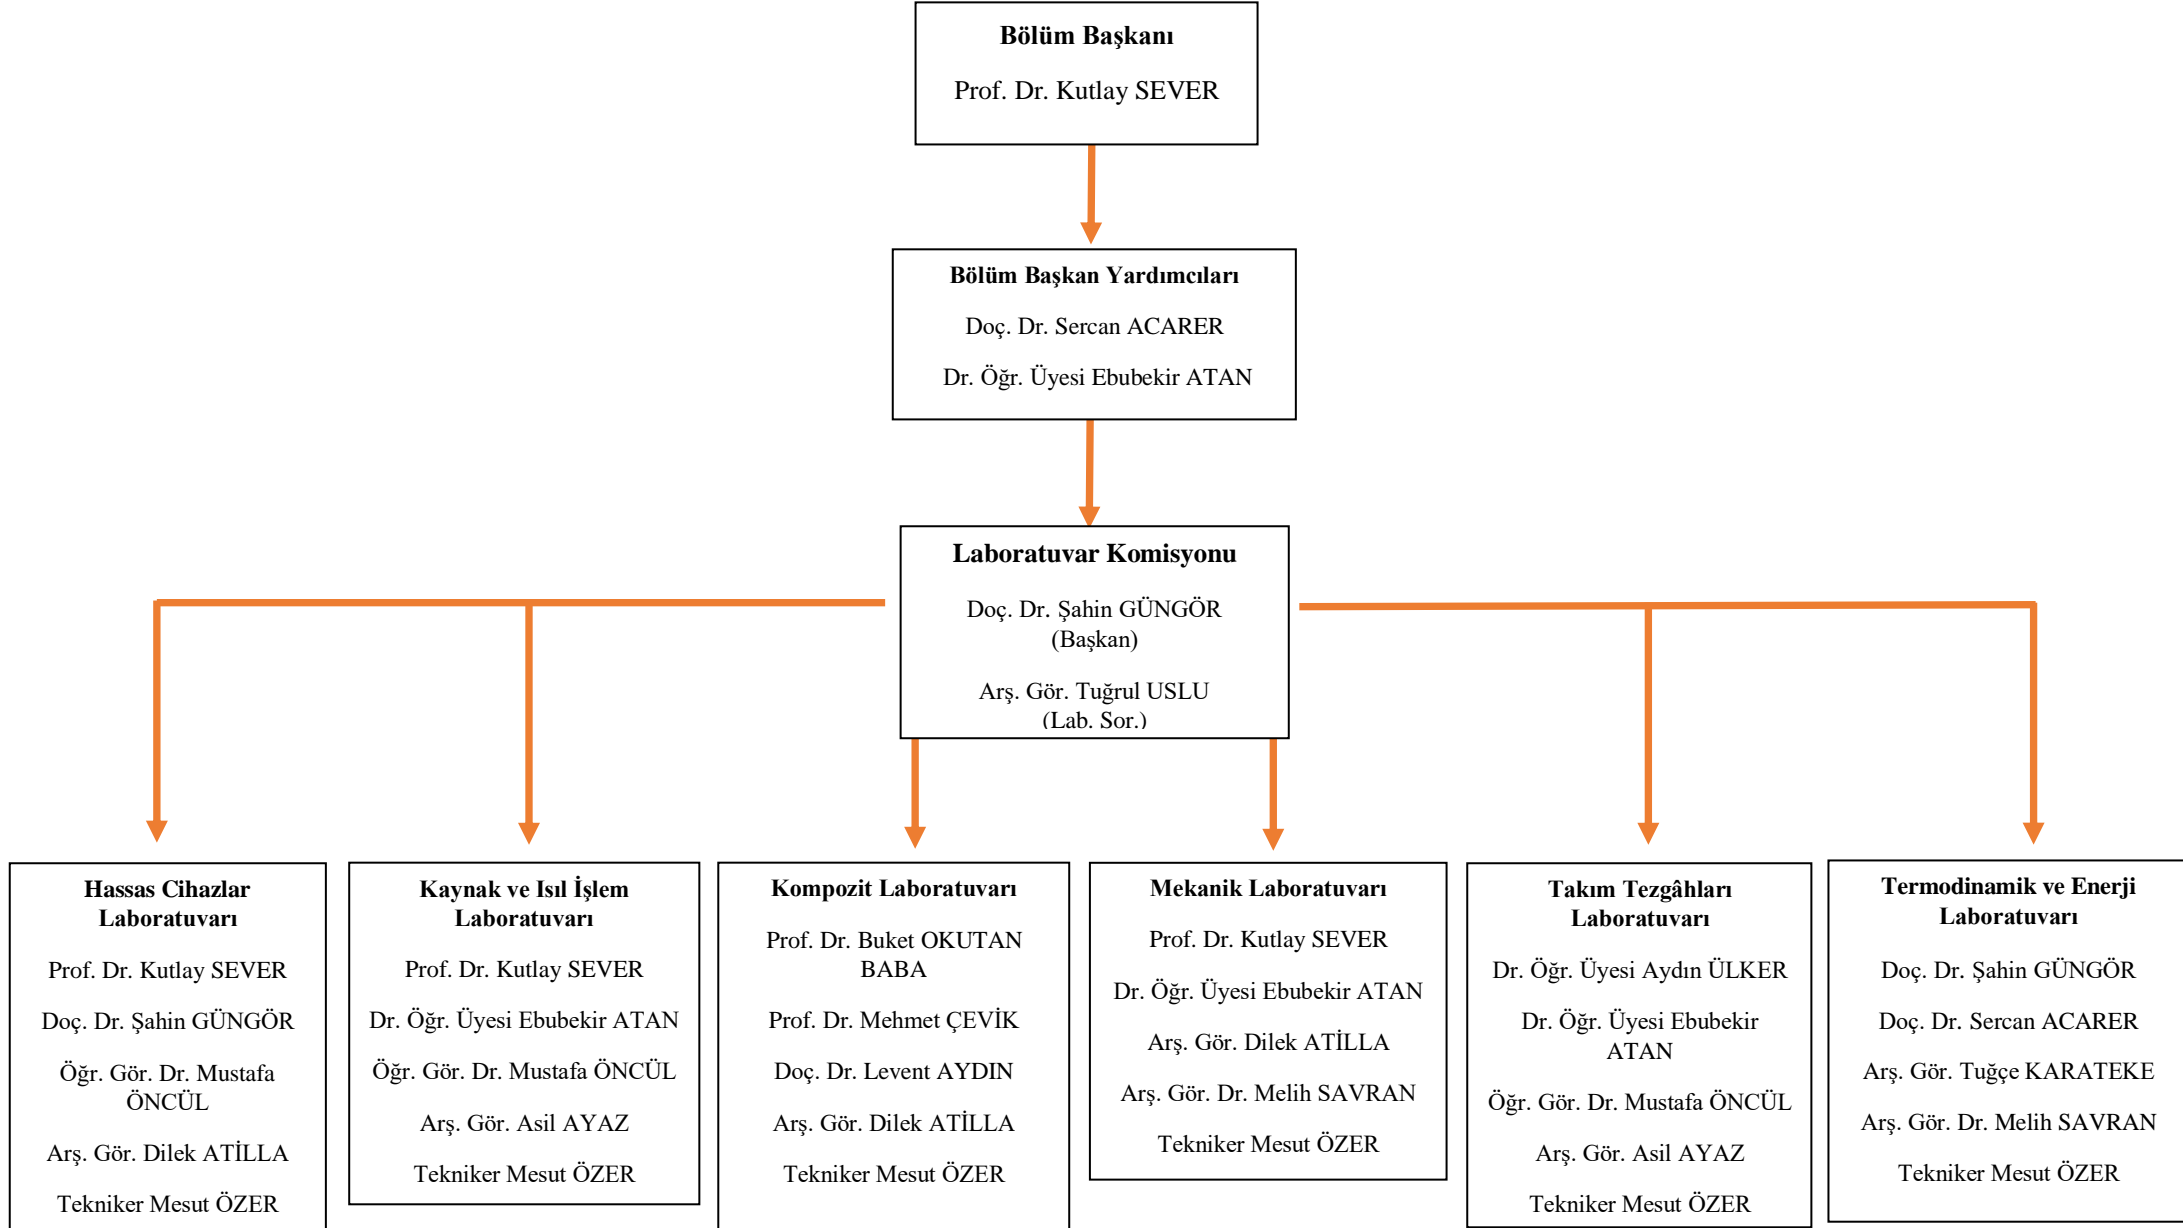 Bölüm Başkanı
Prof. Dr. Kutlay SEVER
Bölüm Başkan Yardımcıları
Doç. Dr. Sercan ACARER
Dr. Öğr. Üyesi Ebubekir ATAN
Laboratuvar Komisyonu
Doç. Dr. Şahin GÜNGÖR
(Başkan)
Arş. Gör. Tuğrul USLU
(Lab. Sor.)
Hassas Cihazlar
Laboratuvarı
Prof. Dr. Kutlay SEVER
Doç. Dr. Şahin GÜNGÖR
Öğr. Gör. Dr. Mustafa
ÖNCÜL
Arş. Gör. Dilek ATİLLA
Tekniker Mesut ÖZER
Kaynak ve Isıl İşlem
Laboratuvarı
Prof. Dr. Kutlay SEVER
Dr. Öğr. Üyesi Ebubekir ATAN
Öğr. Gör. Dr. Mustafa ÖNCÜL
Arş. Gör. Asil AYAZ
Tekniker Mesut ÖZER
Kompozit Laboratuvarı
Prof. Dr. Buket OKUTAN
BABA
Prof. Dr. Mehmet ÇEVİK
Doç. Dr. Levent AYDIN
Arş. Gör. Dilek ATİLLA
Tekniker Mesut ÖZER
Mekanik Laboratuvarı
Prof. Dr. Kutlay SEVER
Dr. Öğr. Üyesi Ebubekir ATAN
Arş. Gör. Dilek ATİLLA
Arş. Gör. Dr. Melih SAVRAN
Tekniker Mesut ÖZER
Takım Tezgâhları
Laboratuvarı
Dr. Öğr. Üyesi Aydın ÜLKER
Dr. Öğr. Üyesi Ebubekir
ATAN
Öğr. Gör. Dr. Mustafa ÖNCÜL
Arş. Gör. Asil AYAZ
Tekniker Mesut ÖZER
Termodinamik ve Enerji
Laboratuvarı
Doç. Dr. Şahin GÜNGÖR
Doç. Dr. Sercan ACARER
Arş. Gör. Tuğçe KARATEKE
Arş. Gör. Dr. Melih SAVRAN
Tekniker Mesut ÖZER